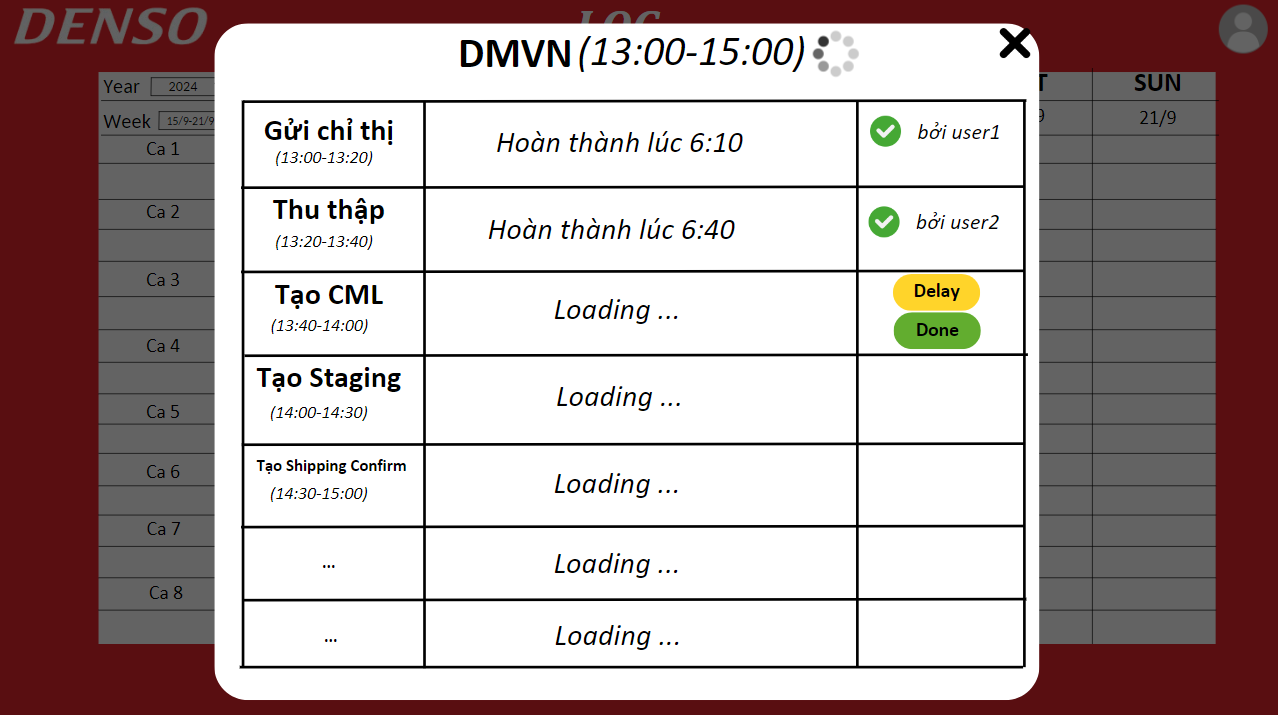 DENSO
DMVN (13:00-15:00)
Year 2024
SUN
Week 15/9-21/9
21/9
Gửi chỉ thị
(13:00-13:20)
Hoàn thành lúc 6:10
bởi user1
Ca 1
Thu thập
(13:20-13:40)
Hoàn thành lúc 6:40
bởi user2
Ca 2
Tạo CML
(13:40-14:00)
Loading ...
Delay
Done
Ca 3
Ca 4
Tạo Staging
(14:00-14:30)
Loading ...
Ca 5
Tạo Shipping Confirm
(14:30-15:00)
Loading ...
Ca 6
Ca 7
...
Loading ...
Ca 8
...
Loading ...